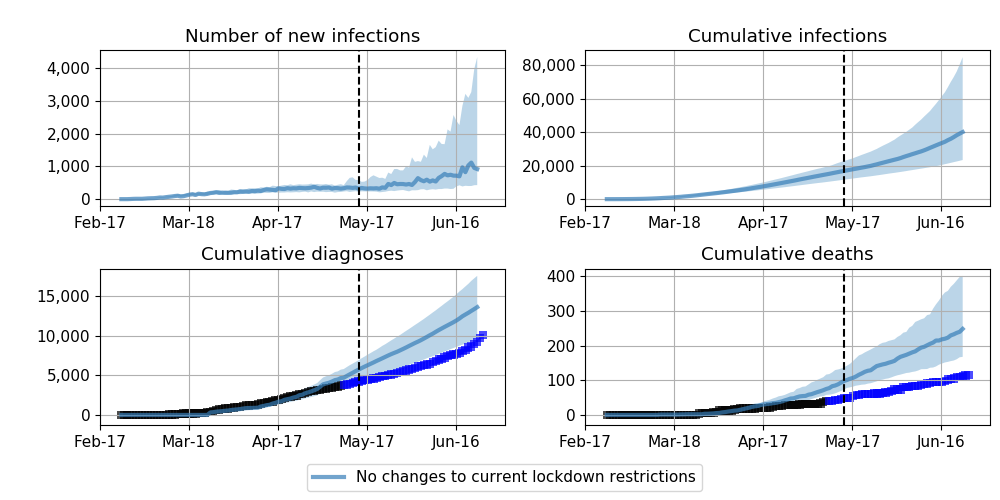 Number of new infections
4,000
3,000
2,000
1,000
0
Feb-17 Mar-18 Apr-17 May-17 Jun-16
Cumulative infections
80,000
60,000
40,000
20,000
0
Feb-17 Mar-18 Apr-17 May-17 Jun-16
Cumulative diagnoses
15,000
10,000
5,000
0
Feb-17 Mar-18 Apr-17 May-17 Jun-16
Cumulative deaths
400
300
200
100
0
Feb-17 Mar-18 Apr-17 May-17 Jun-16
No changes to current lockdown restrictions